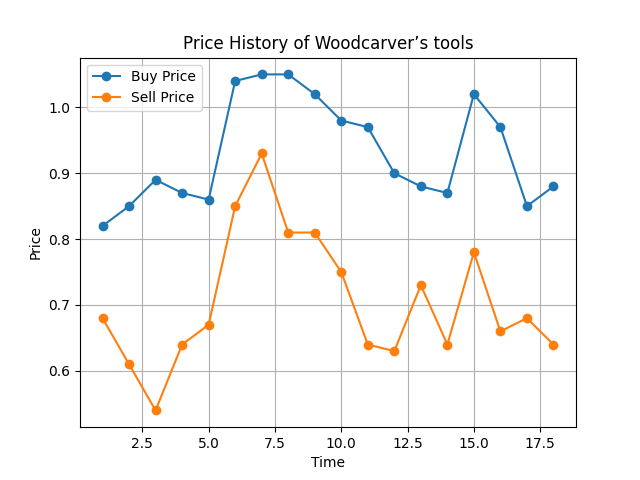 Price History of Woodcarver’s tools
Buy Price
Sell Price
Price
1.0
0.9
0.8
0.7
0.6
2.5 5.0 7.5 10.0 12.5 15.0 17.5
Time